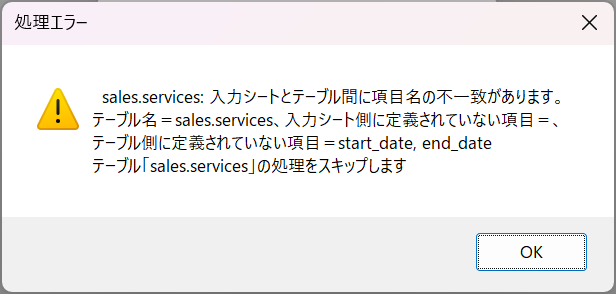 処理エラー
sales.services: 入力シートとテーブル間に項目名の不一致があります。
テーブル名＝sales.services、入力シート側に定義されていない項目＝、
テーブル側に定義されていない項目＝start_date, end_date
テーブル「sales.services」の処理をスキップします
OK